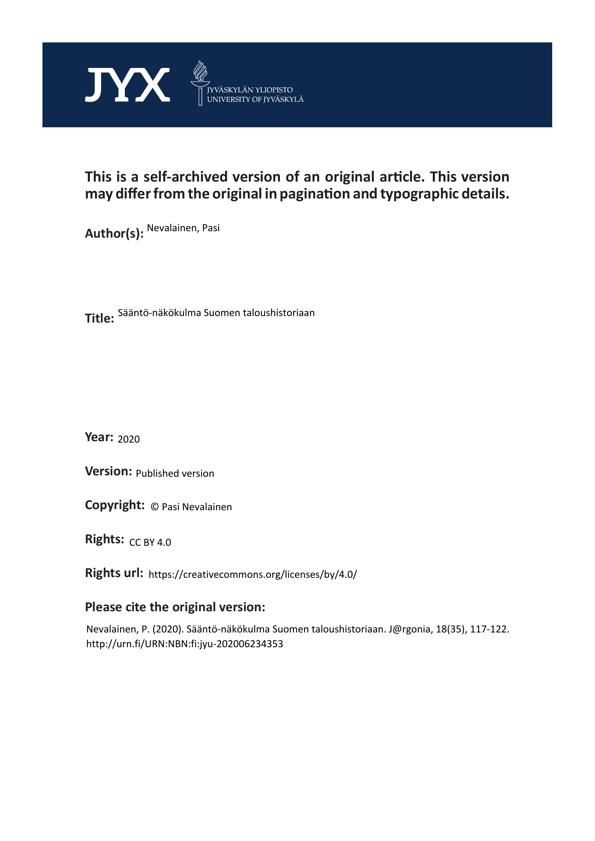 JYX
JYVÄSKYLÄN YLIOPISTO
UNIVERSITY OF JYVÄSKYLÄ
This is a self-archived version of an original article. This version
may differ from the original in pagination and typographic details.
Author(s): Nevalainen, Pasi
Title: Sääntö-näkökulma Suomen taloushistoriaan
Year: 2020
Version: Published version
Copyright: © Pasi Nevalainen
Rights: CC BY 4.0
Rights url: https://creativecommons.org/licenses/by/4.0/
Please cite the original version:
Nevalainen, P. (2020). Sääntö-näkökulma Suomen taloushistoriaan. J@rgonia, 18(35), 117-122.
http://urn.fi/URN:NBN:fi:jyu-202006234353